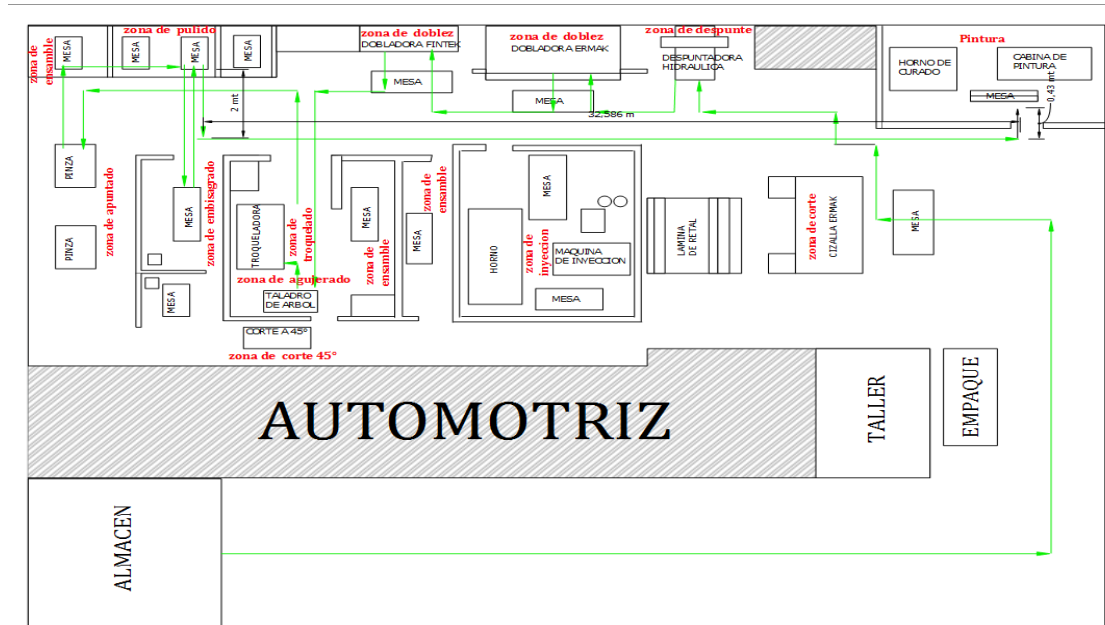 zona de pulido
zona de doblez
zona de doblez
zona de despunte
Pintura
zona de
ensamble
MESA
MESA
MESA
MESA
DOBLADORA FINTEK
DOBLADORA ERMAK
DESPUNTADORA
HIDRAULICA
HORNO DE
CURADO
CABINA DE
PINTURA
MESA
MESA
MESA
0,43 mt
2 mt
32,586 m
PINZA
PINZA
zona de apuntado
MESA
zona de embisagrado
MESA
TROQUELADORA
zona de
troquelado
zona de agujerado
TALADRO
DE ARBOL
CORTE A 45°
zona de corte 45°
MESA
zona de
ensamble
zona de
ensamble
MESA
HORNIO
zona de
inyeccion
MESA
MAQUINA
DE INYECCION
MESA
LAMINA
DE RETAL
zona de corte
CIZALLA ERMAK
MESA
AUTOMOTRIZ
TALLER
EMPAQUE
ALMACEN